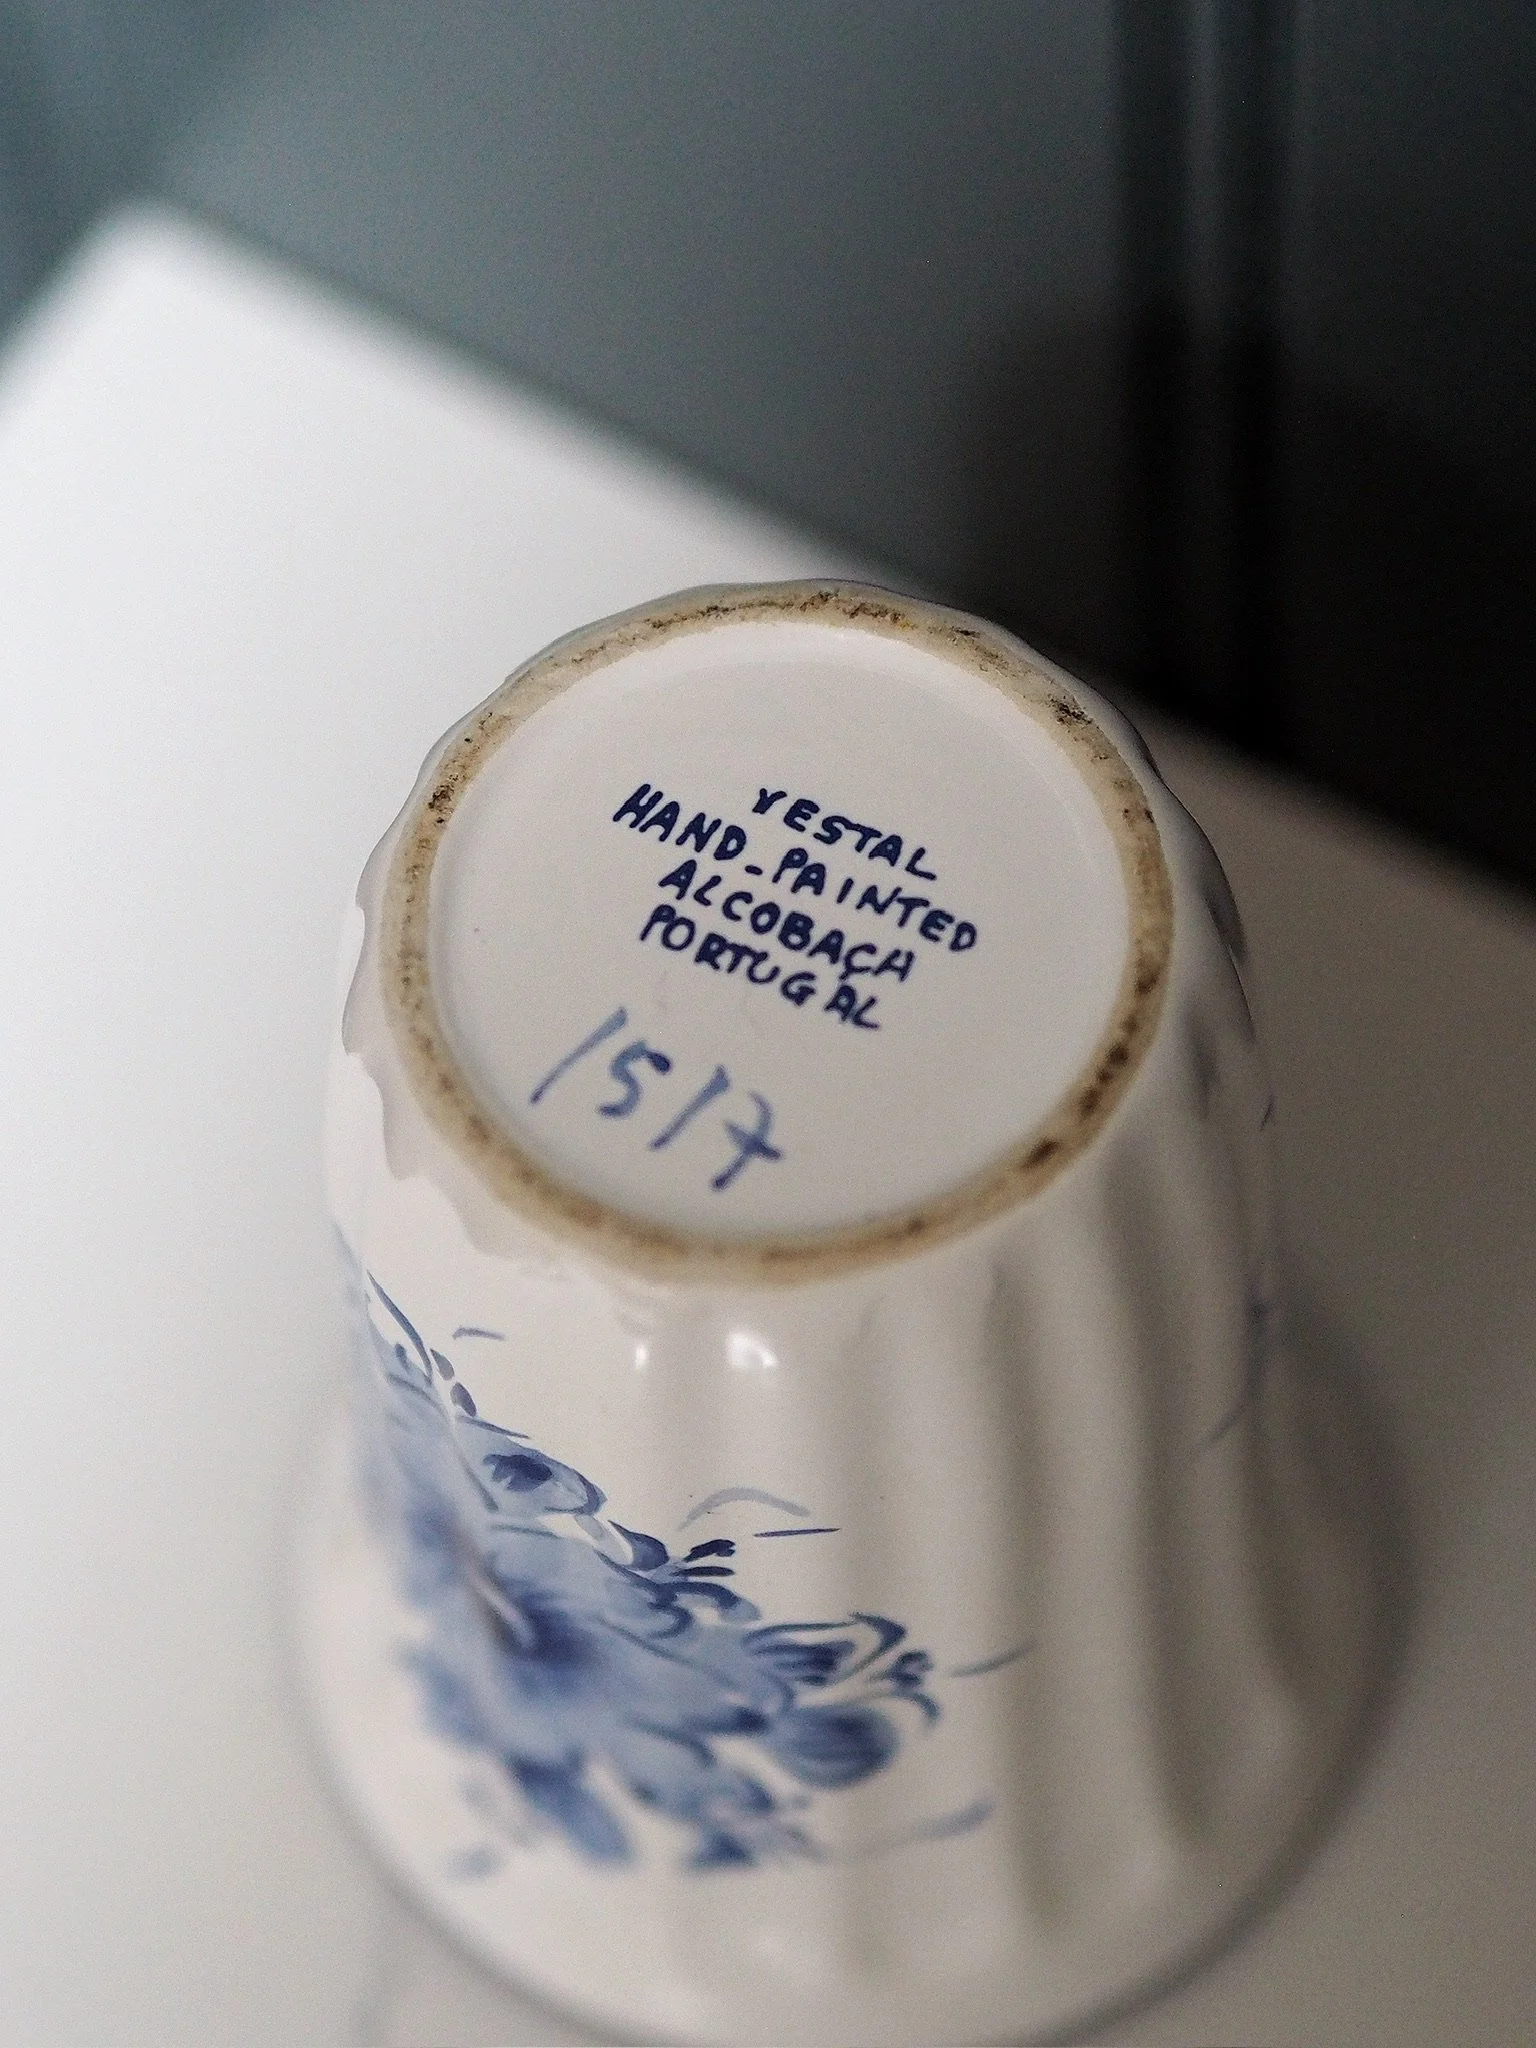 VESTAL
HAND-PAINTED
ALCOBAÇA
PORTUGAL
1517